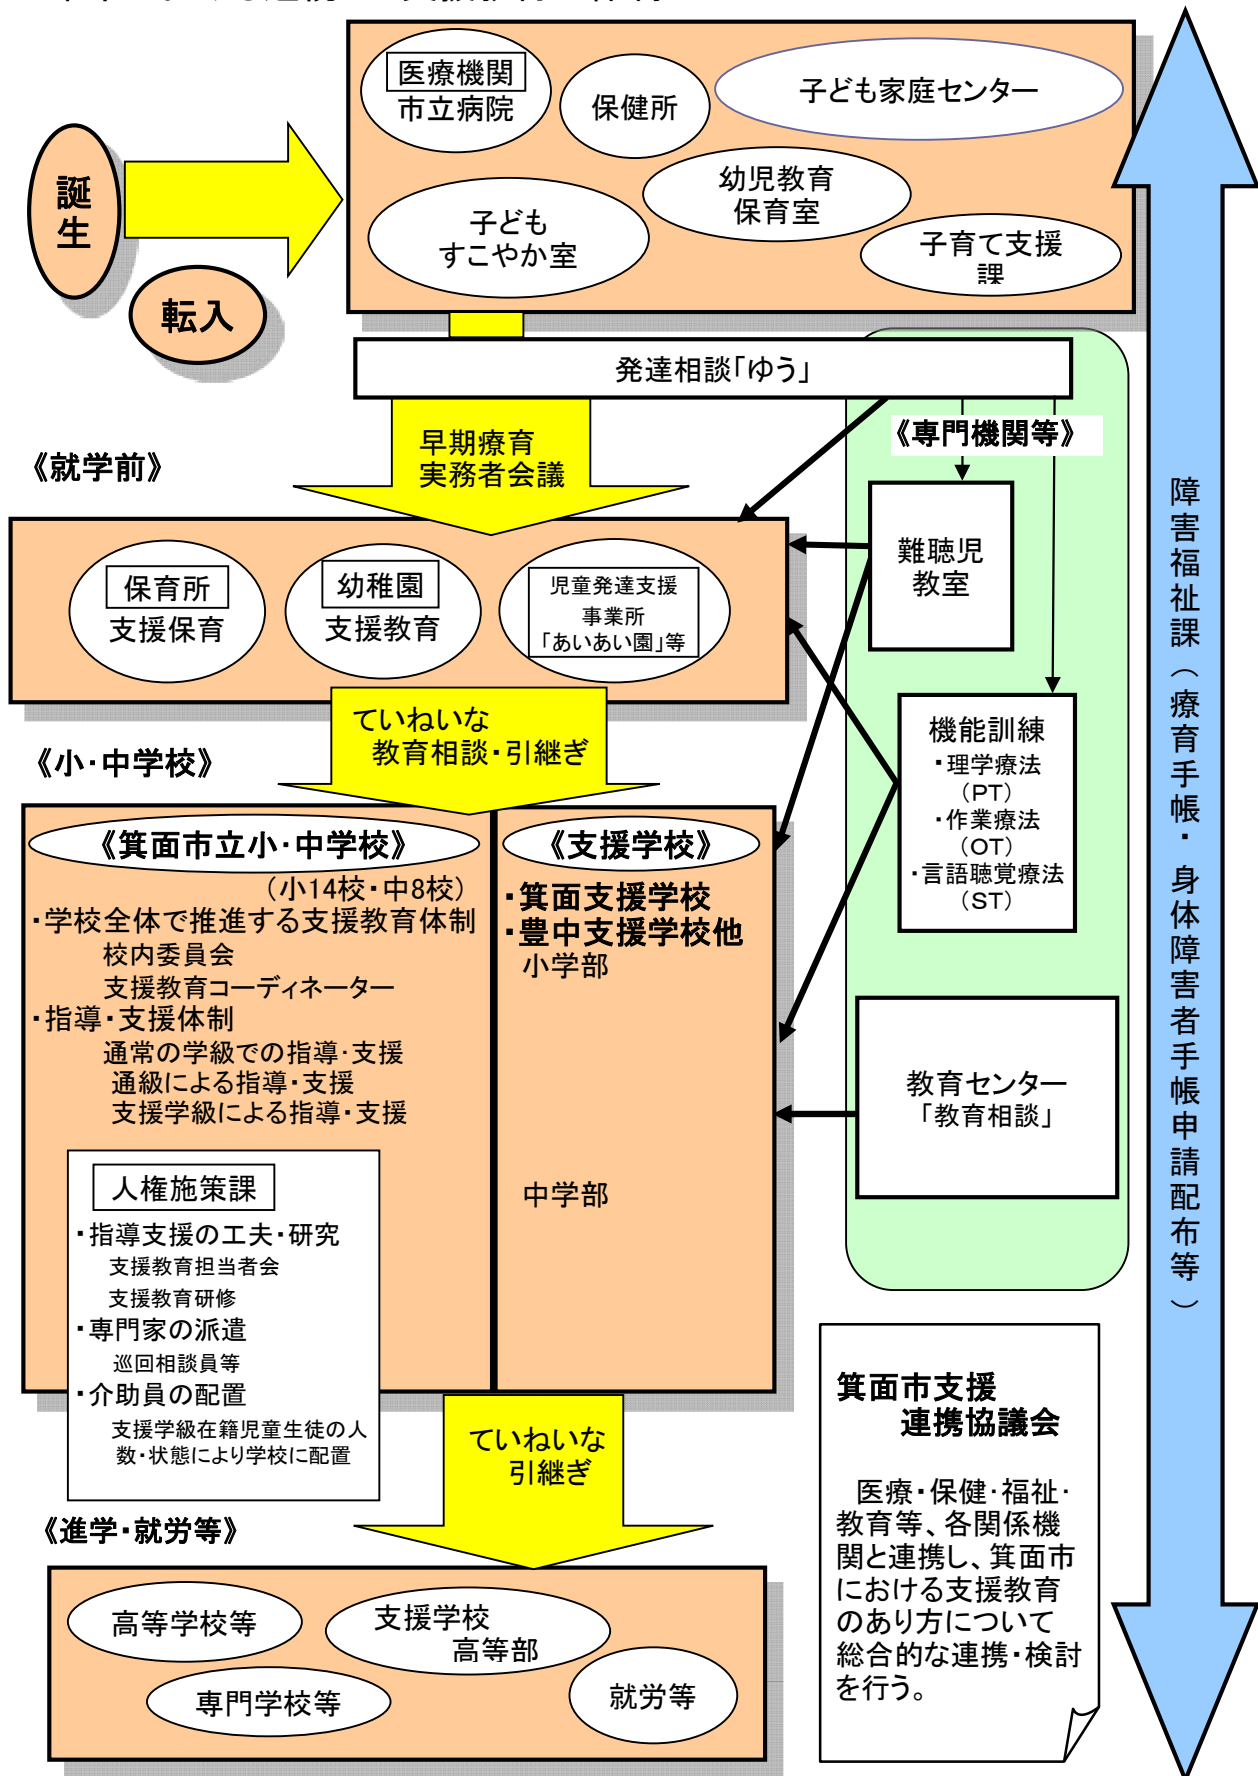 医療機関
市立病院
保健所
子ども家庭センター
幼児教育
保育室
子ども
すこやか室
子育て支援
課
誕
生
転入
発達相談「ゆう」
早期療育
実務者会議
《専門機関等》
《就学前》
難聴児
教室
保育所
支援保育
幼稚園
支援教育
児童発達支援
事業所
「あいあい園」等
ていねいな
教育相談・引継ぎ
機能訓練
・理学療法
（PT）
・作業療法
（OT）
・言語聴覚療法
（ST）
《小・中学校》
《箕面市立小・中学校》
（小14校・中8校）
・学校全体で推進する支援教育体制
校内委員会
支援教育コーディネーター
・指導・支援体制
通常の学級での指導・支援
通級による指導・支援
支援学級による指導・支援
《支援学校》
・箕面支援学校
・豊中支援学校他
小学部
中学部
教育センター
「教育相談」
人権施策課
・指導支援の工夫・研究
支援教育担当者会
支援教育研修
・専門家の派遣
巡回相談員等
・介助員の配置
支援学級在籍児童生徒の人
数・状態により学校に配置
ていねいな
引継ぎ
《進学・就労等》
高等学校等
支援学校
高等部
専門学校等
就労等
箕面市支援
連携協議会
医療・保健・福祉・
教育等、各関係機
関と連携し、箕面市
における支援教育
のあり方について
総合的な連携・検討
を行う。
障害福祉課（療育手帳・身体障害者手帳申請配布等）